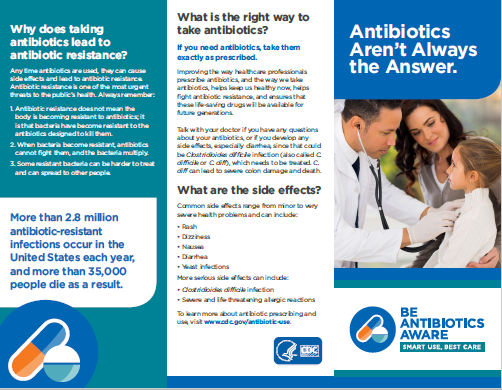 Why does taking
antibiotics lead to
antibiotic resistance?
Any time antibiotics are used, they can cause
side effects and lead to antibiotic resistance.
Antibiotic resistance is one of the most urgent
threats to the public's health. Always remember:
1. Antibiotic resistance does not mean the
body is becoming resistant to antibiotics; it
is that bacteria have become resistant to the
antibiotics designed to kill them.
2. When bacteria become resistant, antibiotics
cannot fight them, and the bacteria multiply.
3. Some resistant bacteria can be harder to treat
and can spread to other people.
More than 2.8 million
antibiotic-resistant
infections occur in the
United States each year,
and more than 35,000
people die as a result.
What is the right way to
take antibiotics?
If you need antibiotics, take them
exactly as prescribed.
Improving the way healthcare professionals
prescribe antibiotics, and the way we take
antibiotics, helps keep us healthy now, helps
fight antibiotic resistance, and ensures that
these life-saving drugs will be available for
future generations.
Talk with your doctor if you have any questions
about your antibiotics, or if you develop any
side effects, especially diarrhea, since that could
be Clostridioides difficile infection (also called C.
difficile or C. diff), which needs to be treated. C.
diff can lead to severe colon damage and death.
What are the side effects?
Common side effects range from minor to very
severe health problems and can include:
• Rash
• Dizziness
• Nausea
• Diarrhea
• Yeast infections
More serious side effects can include:
• Clostridioides difficile infection
• Severe and life-threatening allergic reactions
To learn more about antibiotic prescribing and
use, visit www.cdc.gov/antibiotic-use.
CDC
Antibiotics
Aren't Always
the Answer.
BE
ANTIBIOTICS
AWARE
SMART USE, BEST CARE